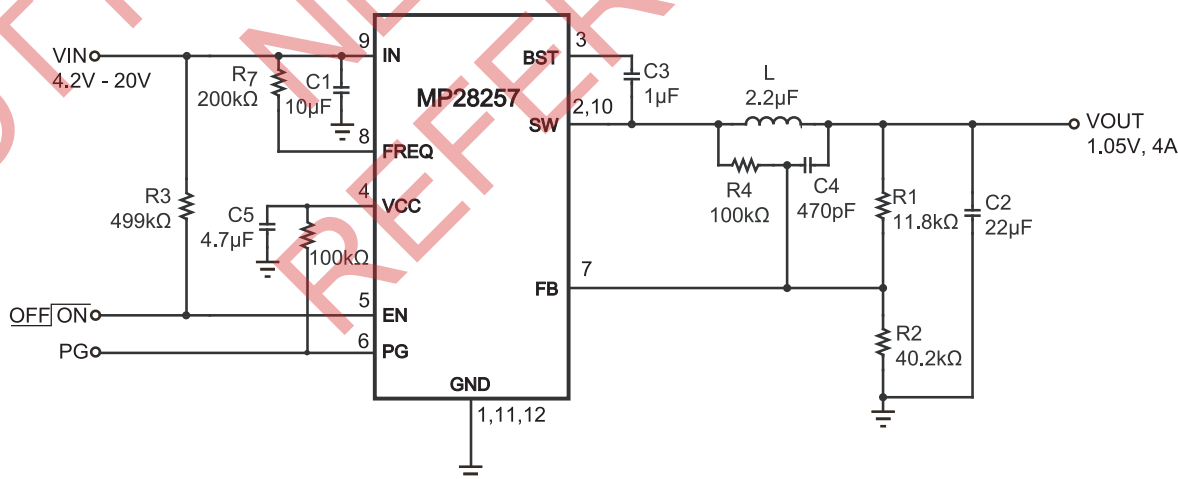 VIN
4.2V - 20V
9
IN
R7
200kΩ
C1
10µF
8
FREQ
MP28257
3
BST
C3
1µF
2,10
SW
L
2.2µF
VOUT
1.05V, 4A
R4
100kΩ
C4
470pF
R1
11.8kΩ
C2
22µF
R3
499kΩ
4
VCC
C5
4.7µF
100kΩ
7
FB
OFF ON
5
EN
PG
6
PG
R2
40.2kΩ
GND
1,11,12